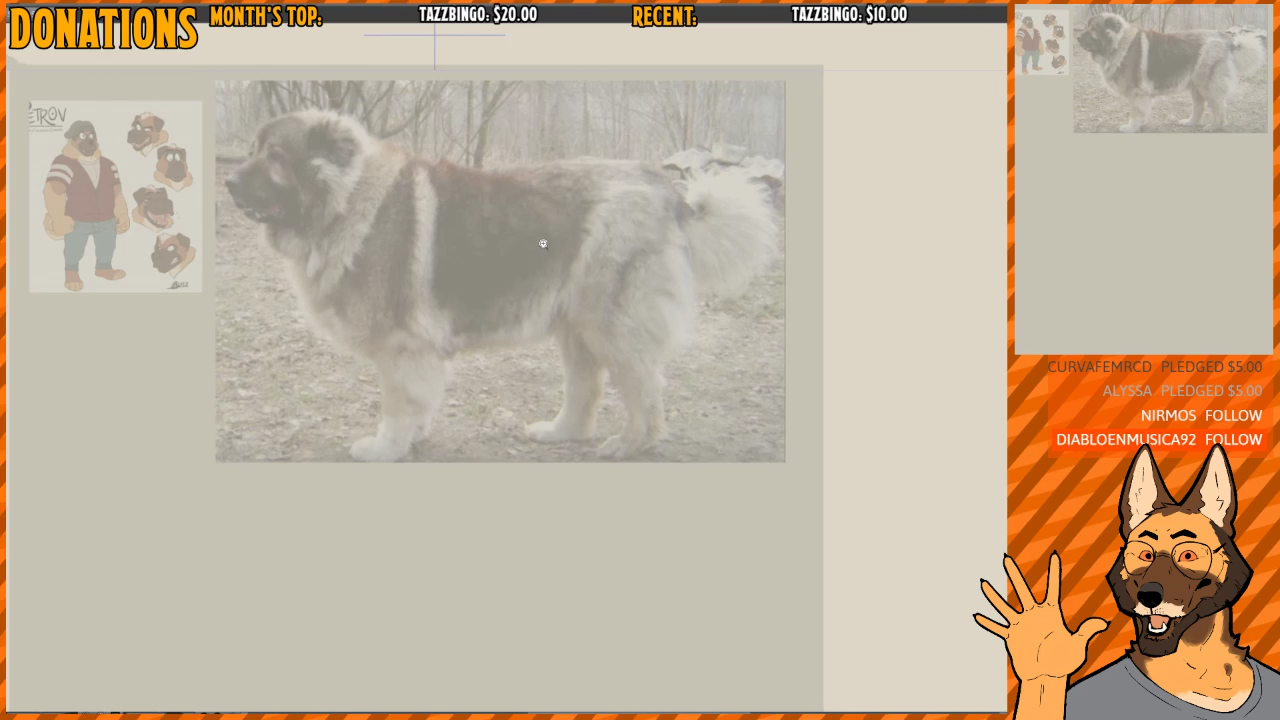 DONATIONS
MONTH'S TOP:
TAZZBINGO: $20.00
RECENT:
TAZZBINGO: $10.00
ETROV
CURVAFEMRCD PLEDGED $5.00
ALYSSA PLEDGED $5.00
NIRMOS FOLLOW
DIABLOENMUSICA92 FOLLOW